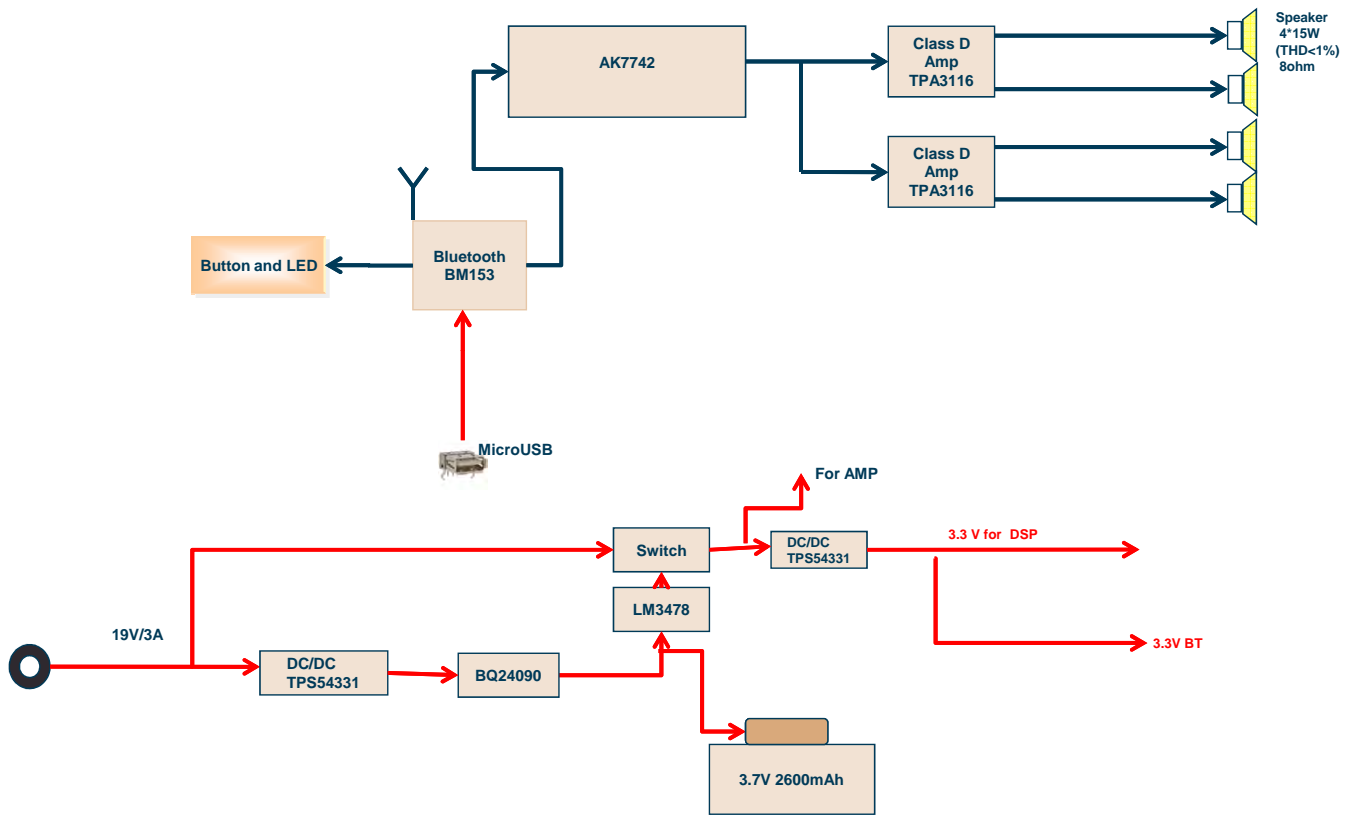 Speaker
4*15W
(THD<1%)
8ohm
AK7742
Class D
Amp
TPA3116
Class D
Amp
TPA3116
Button and LED
Bluetooth
BM153
MicroUSB
For AMP
Switch
DC/DC
TPS54331
3.3 V for DSP
LM3478
19V/3A
3.3V BT
DC/DC
TPS54331
BQ24090
3.7V 2600mAh